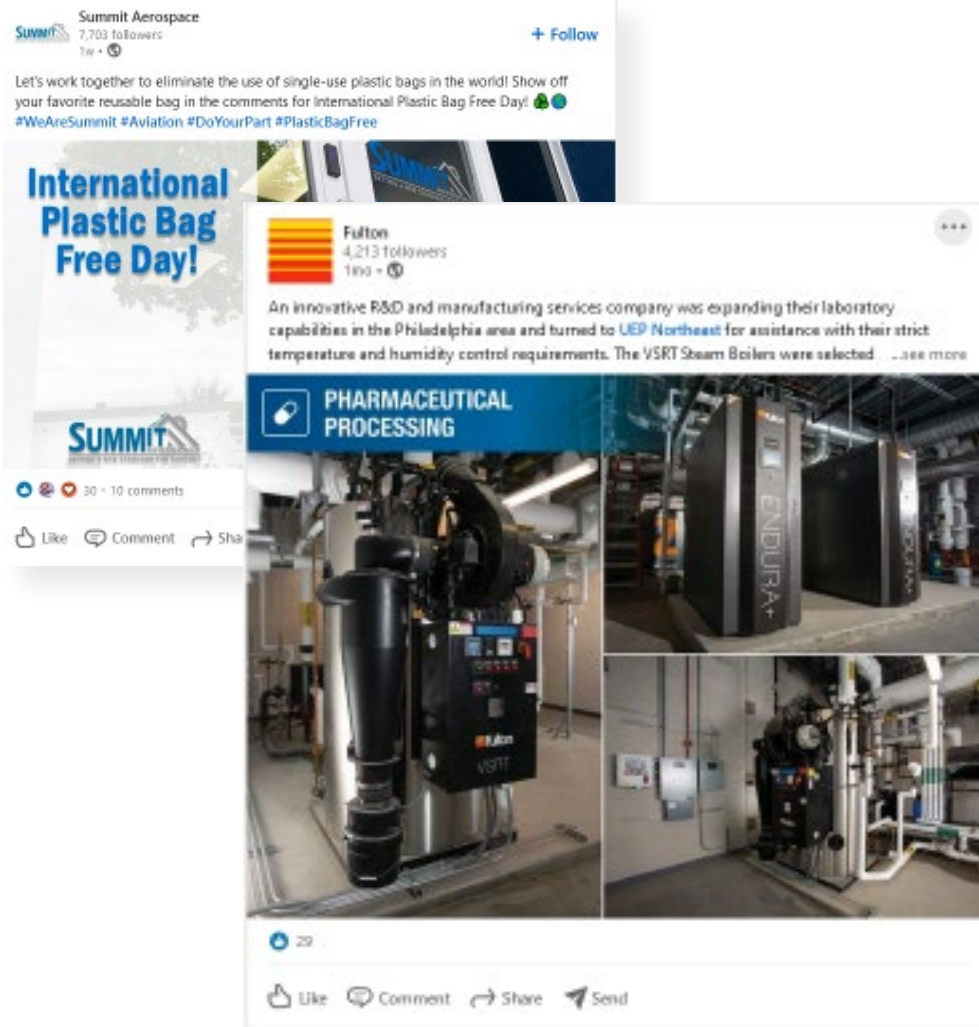 Summit Aerospace
SUMMIT
7,703 followers
1w •
+ Follow
Let's work together to eliminate the use of single-use plastic bags in the world! Show off
your favorite reusable bag in the comments for International Plastic Bag Free Day!
#WeAreSummit #Aviation #DoYourPart #PlasticBagFree
International
Plastic Bag
Free Day!
SUMMIT
SUMMIT
30 · 10 comments
Like Comment Sha
Fulton
4,213 followers
1mo •
An innovative R&D and manufacturing services company was expanding their laboratory
capabilities in the Philadelphia area and turned to UEP Northeast for assistance with their strict
temperature and humidity control requirements. The VSRT Steam Boilers were selected ...see more
PHARMACEUTICAL
PROCESSING
ENDURA+
ENDURA+
Fulton
VSRT
29
Like Comment Share Send